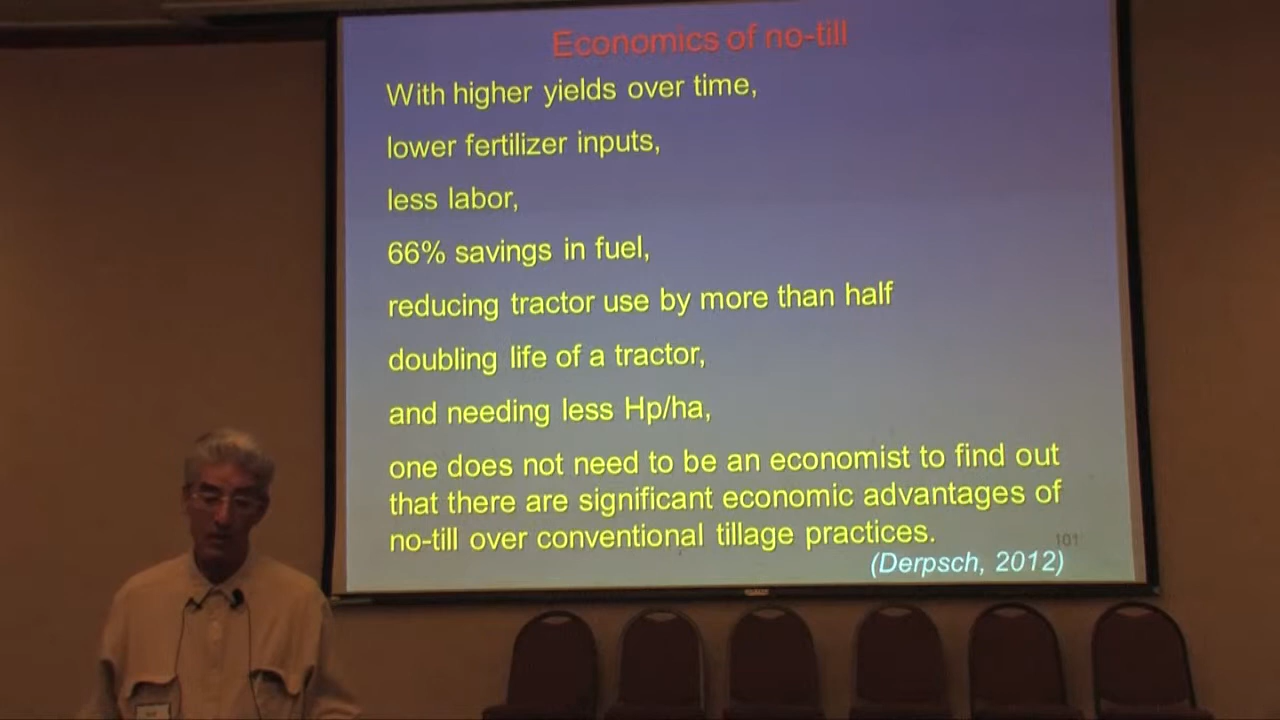 Economics of no-till
With higher yields over time,
lower fertilizer inputs,
less labor,
66% savings in fuel,
reducing tractor use by more than half
doubling life of a tractor,
and needing less Hp/ha,
one does not need to be an economist to find out
that there are significant economic advantages of
no-till over conventional tillage practices.
101
(Derpsch, 2012)